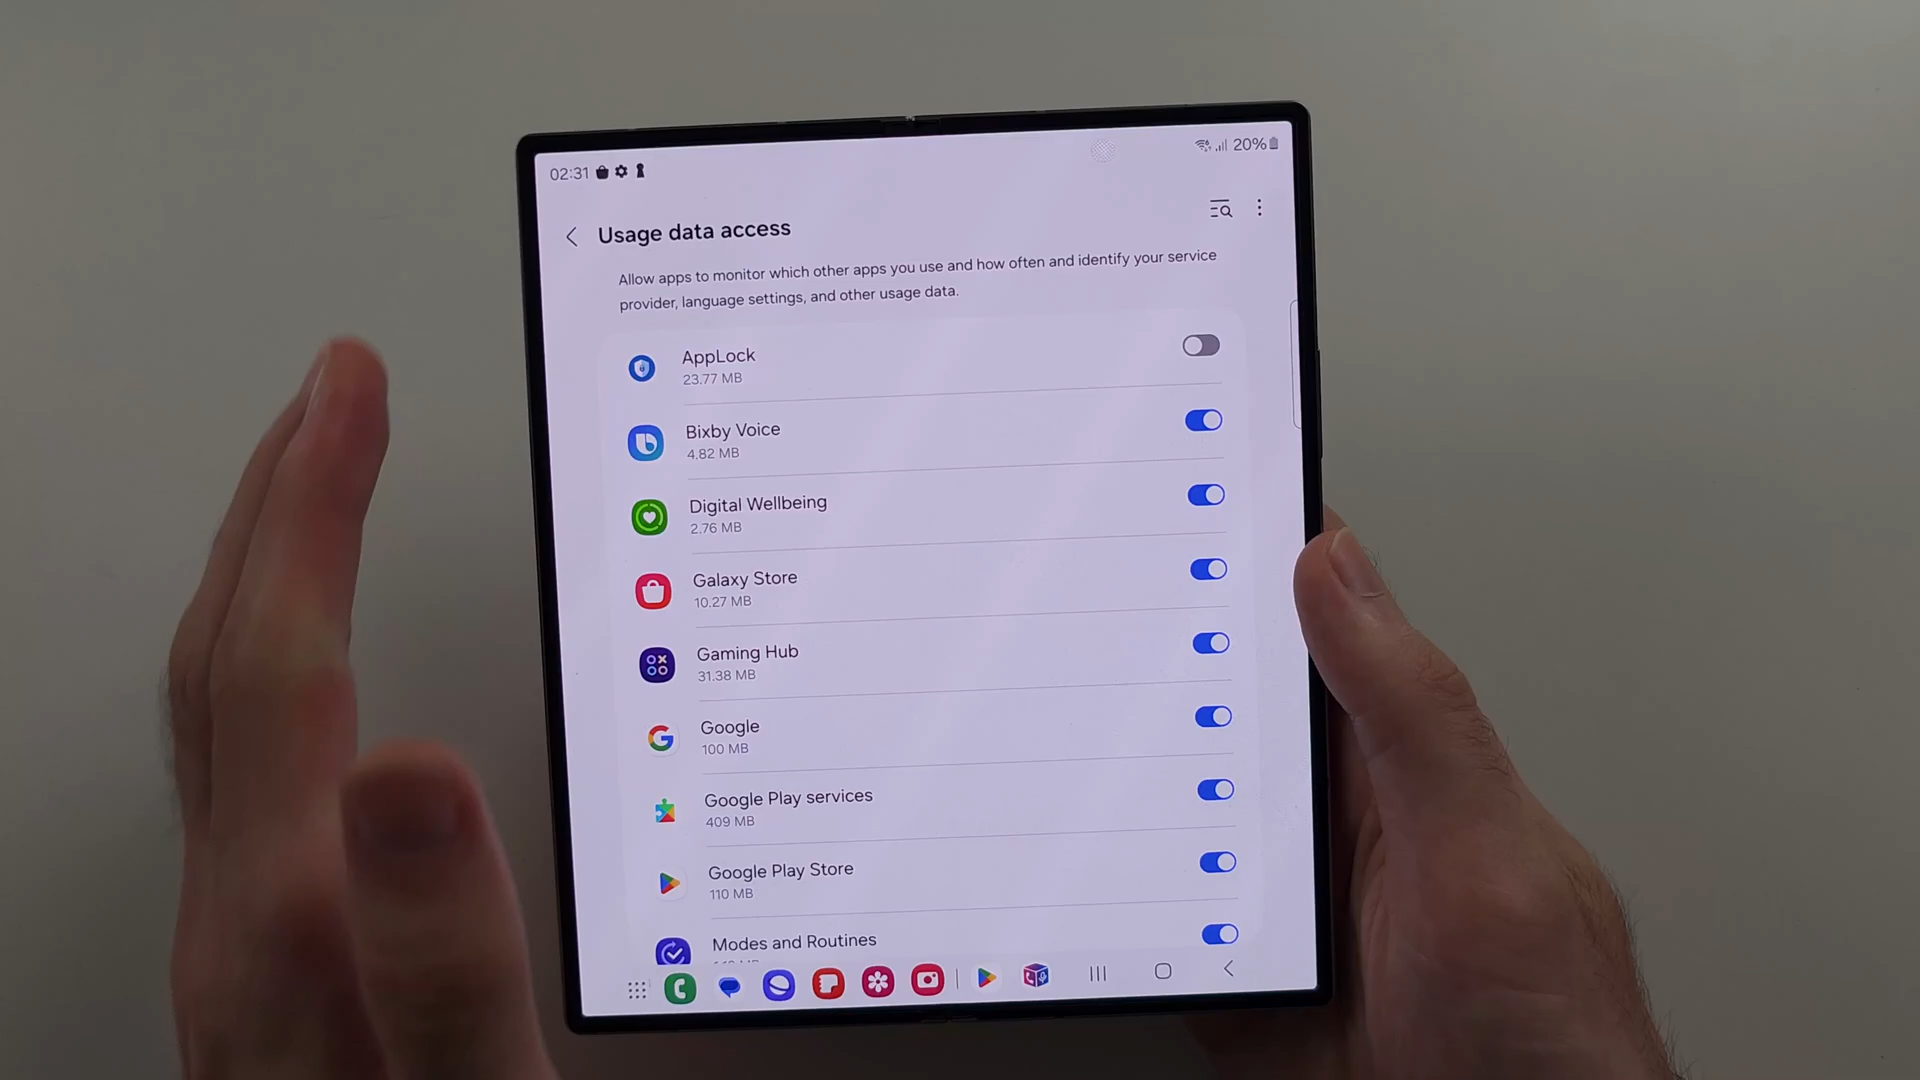 02:31
20%
Usage data access
Allow apps to monitor which other apps you use and how often and identify your service
provider, language settings, and other usage data.
AppLock
23.77 MB
Bixby Voice
4.82 MB
Digital Wellbeing
2.76 MB
Galaxy Store
10.27 MB
Gaming Hub
31.38 MB
Google
100 MB
Google Play services
409 MB
Google Play Store
110 MB
Modes and Routines